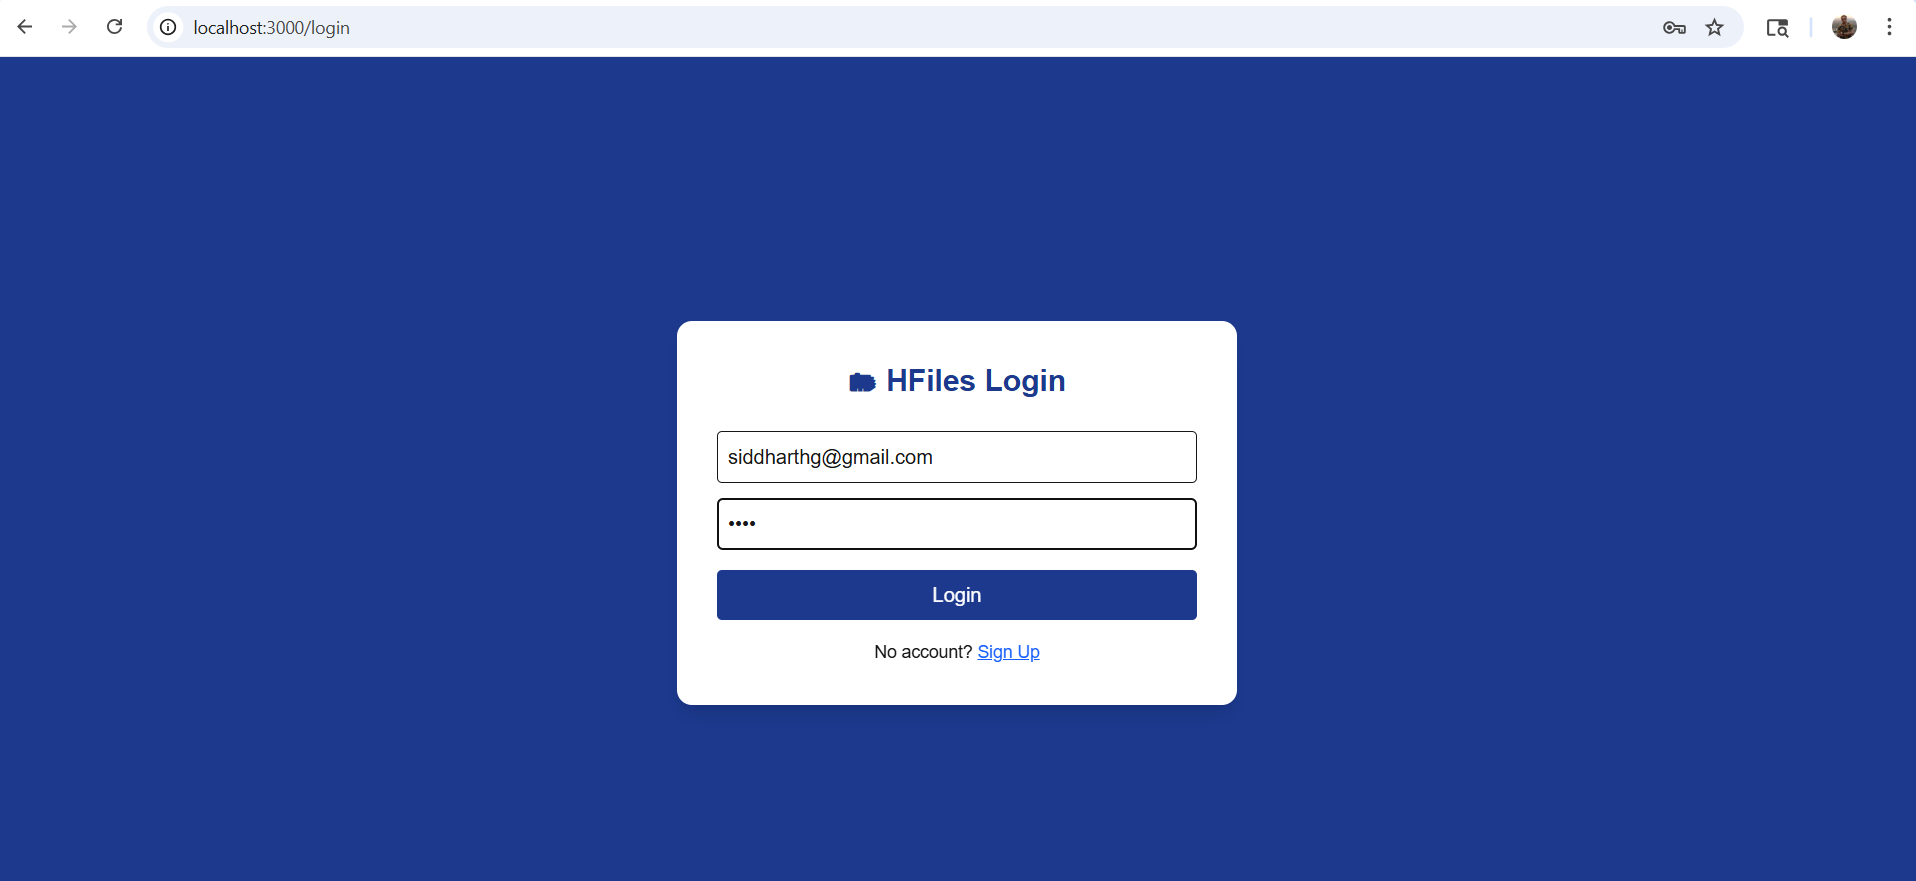 localhost:3000/login
HFiles Login
siddharthg@gmail.com
••••
Login
No account? Sign Up